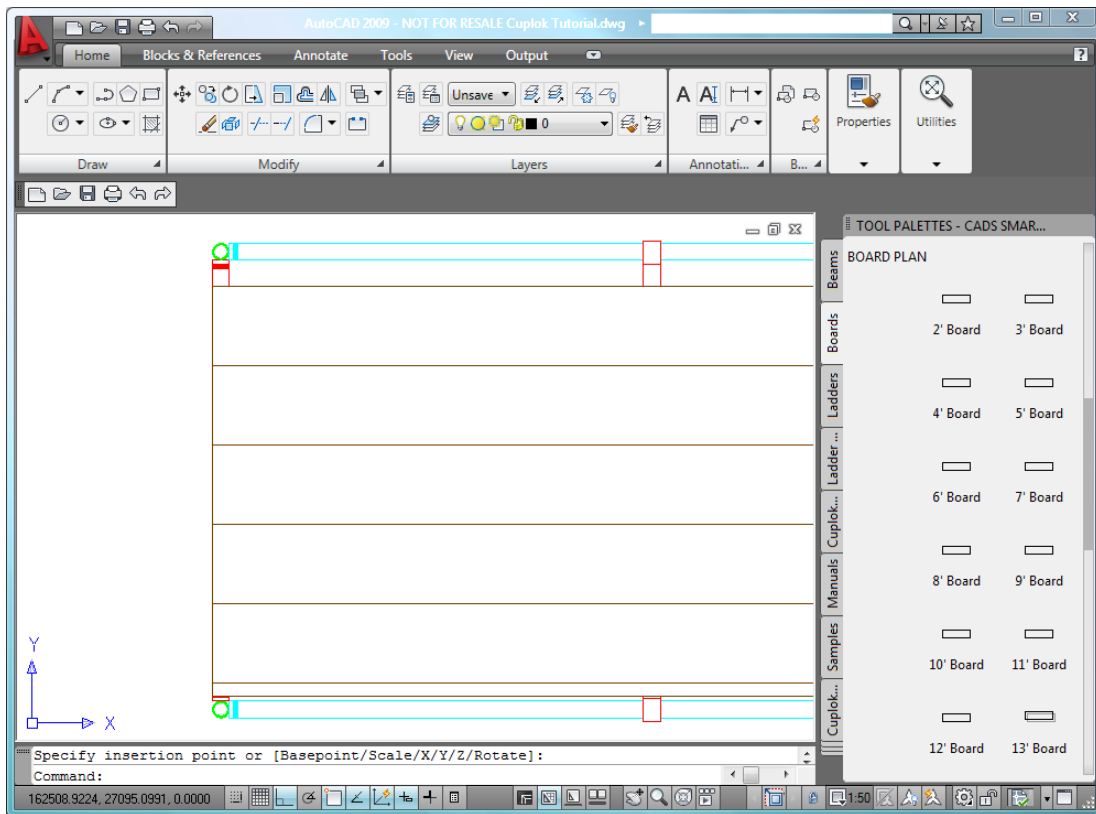 AutoCAD 2009 - NOT FOR RESALE Cuplok Tutorial.dwg
Home Blocks & References Annotate Tools View Output
?
A A
Unsave
0
Properties Utilities
Draw Modify Layers Annotati... B...
TOOL PALETTES - CADS SMAR...
BOARD PLAN
Beams
2' Board 3' Board
Boards
4' Board 5' Board
Ladders
6' Board 7' Board
Ladder ...
8' Board 9' Board
Cuplok...
10' Board 11' Board
Manuals
12' Board 13' Board
Samples
Cuplok...
Y
X
Specify insertion point or [Basepoint/Scale/X/Y/Z/Rotate]:
Command:
162508.9224, 27095.0991, 0.0000
1:50